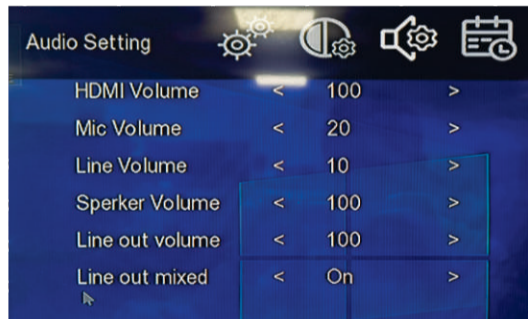 Audio Setting
HDMI Volume < 100 >
Mic Volume < 20 >
Line Volume < 10 >
Sperker Volume < 100 >
Line out volume < 100 >
Line out mixed < On >